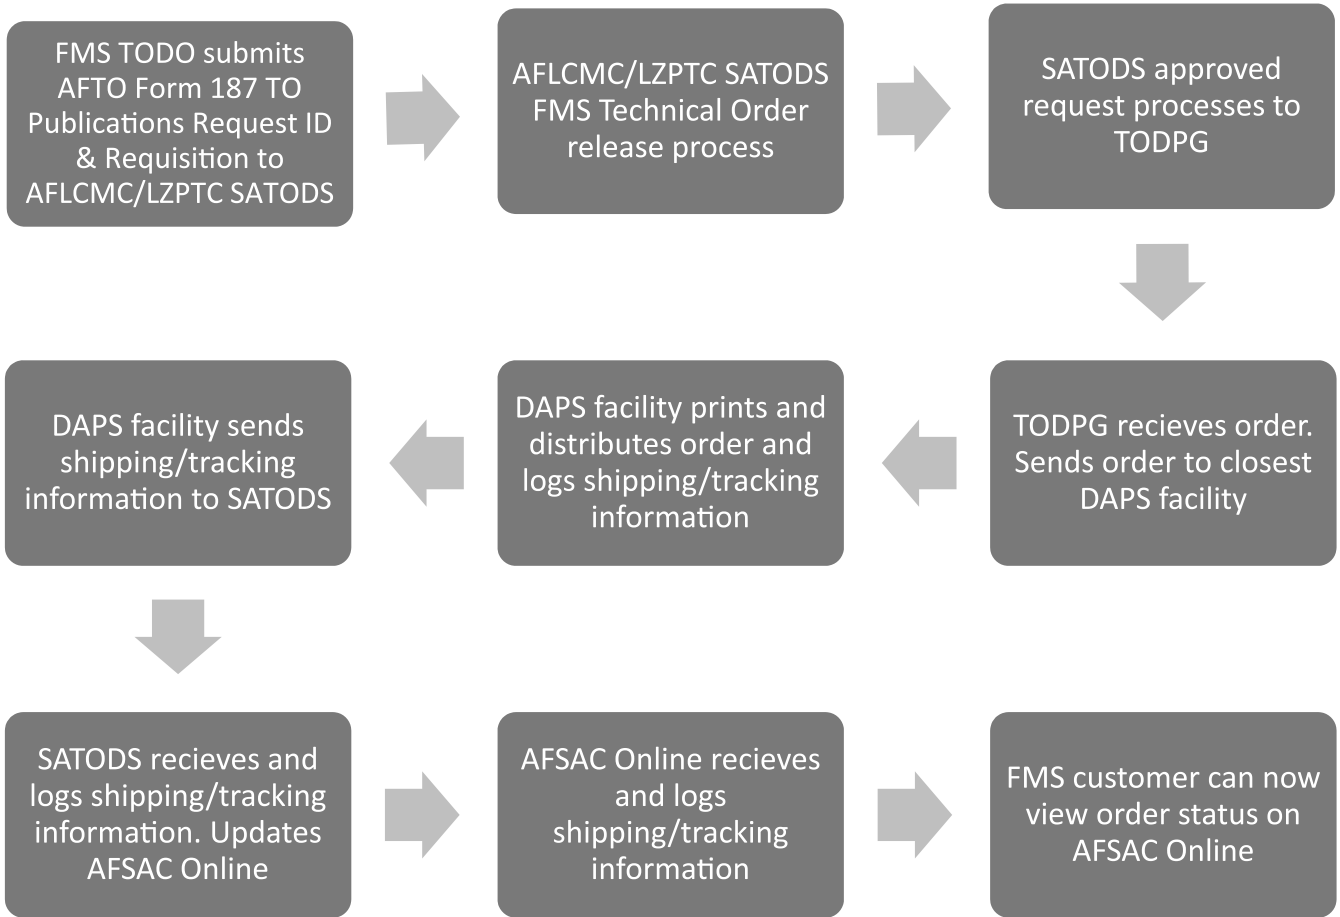 FMS TODO submits
AFTO Form 187 TO
Publications Request ID
& Requisition to
AFLCMC/LZPTC SATODS
AFLCMC/LZPTC SATODS
FMS Technical Order
release process
SATODS approved
request processes to
TODPG
TODPG recieves order.
Sends order to closest
DAPS facility
DAPS facility prints and
distributes order and
logs shipping/tracking
information
DAPS facility sends
shipping/tracking
information to SATODS
SATODS recieves and
logs shipping/tracking
information. Updates
AFSAC Online
AFSAC Online recieves
and logs
shipping/tracking
information
FMS customer can now
view order status on
AFSAC Online